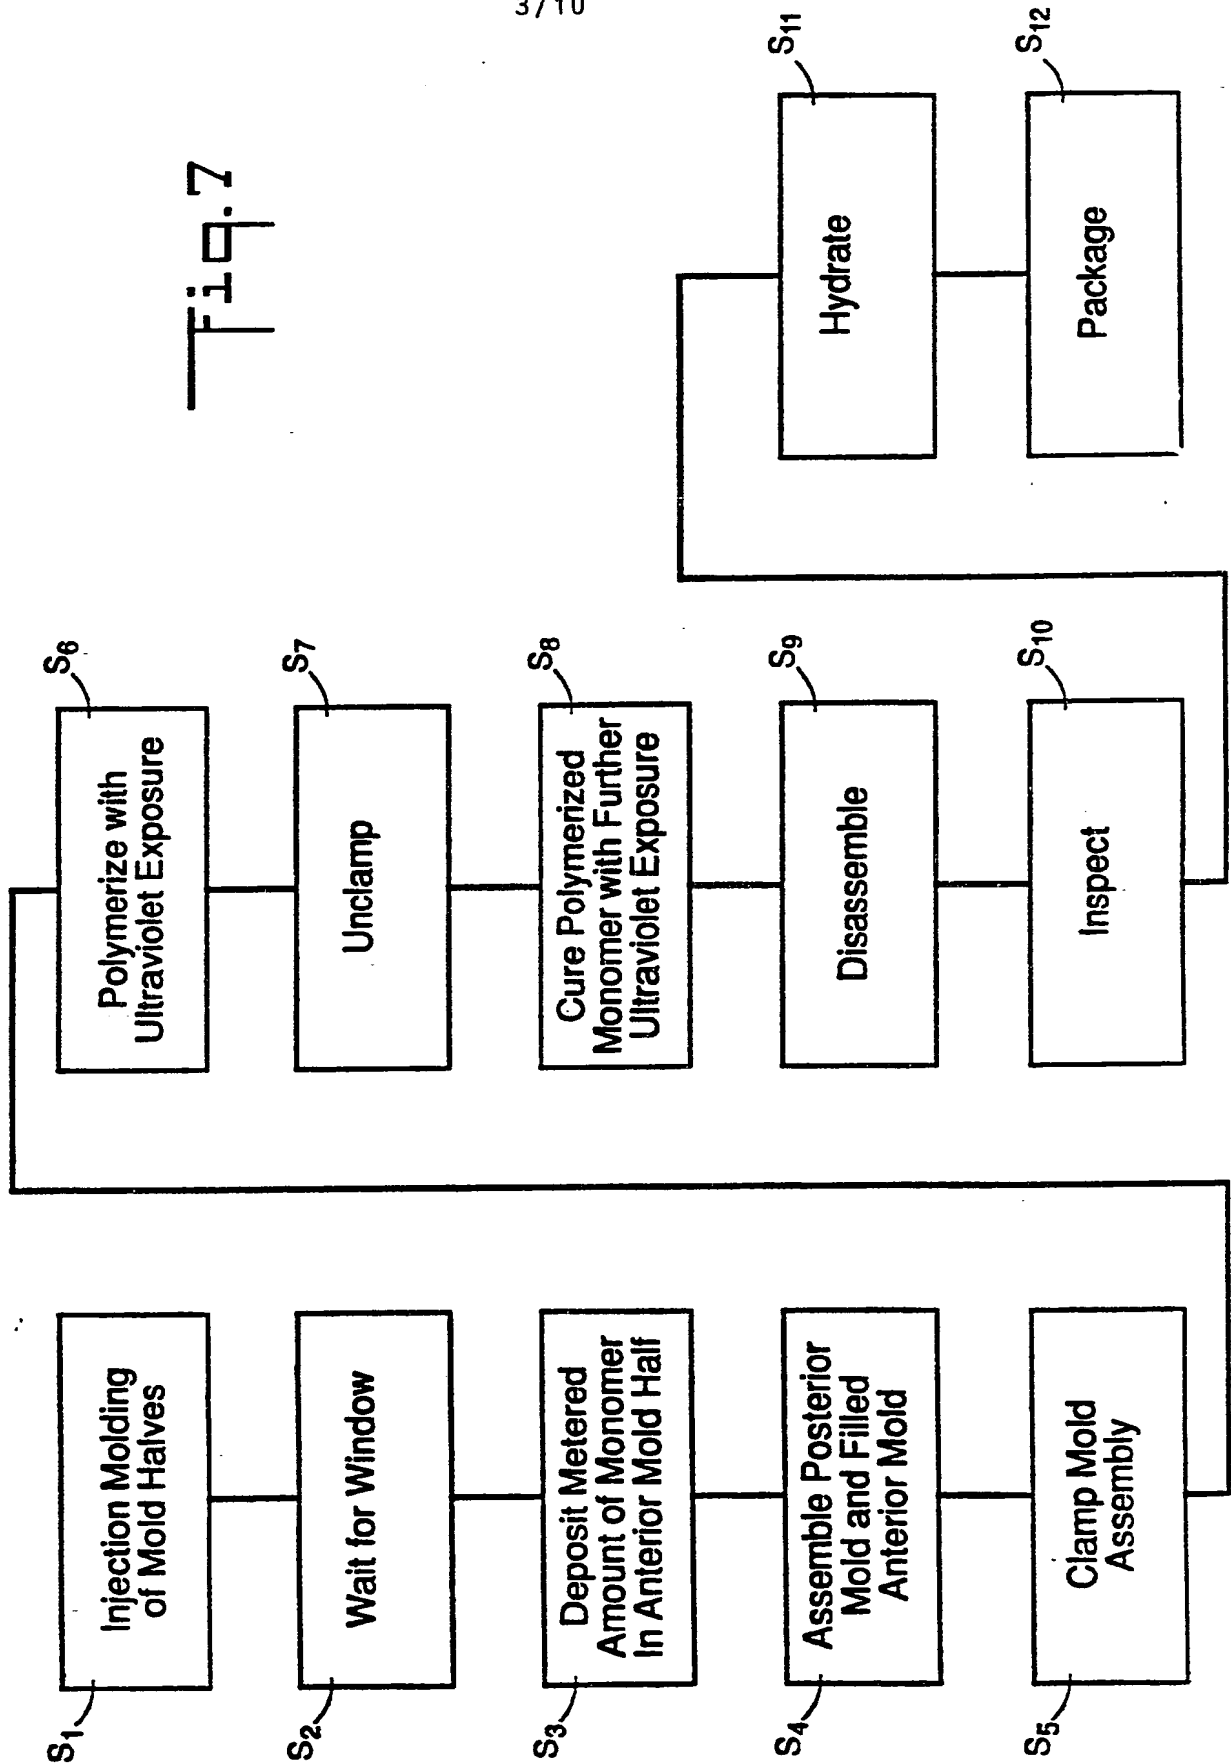 3/10
Fig.7
S1
Injection Molding
of Mold Halves
S2
Wait for Window
S3
Deposit Metered
Amount of Monomer
In Anterior Mold Half
S4
Assemble Posterior
Mold and Filled
Anterior Mold
S5
Clamp Mold
Assembly
S6
Polymerize with
Ultraviolet Exposure
S7
Unclamp
S8
Cure Polymerized
Monomer with Further
Ultraviolet Exposure
S9
Disassemble
S10
Inspect
S11
Hydrate
S12
Package